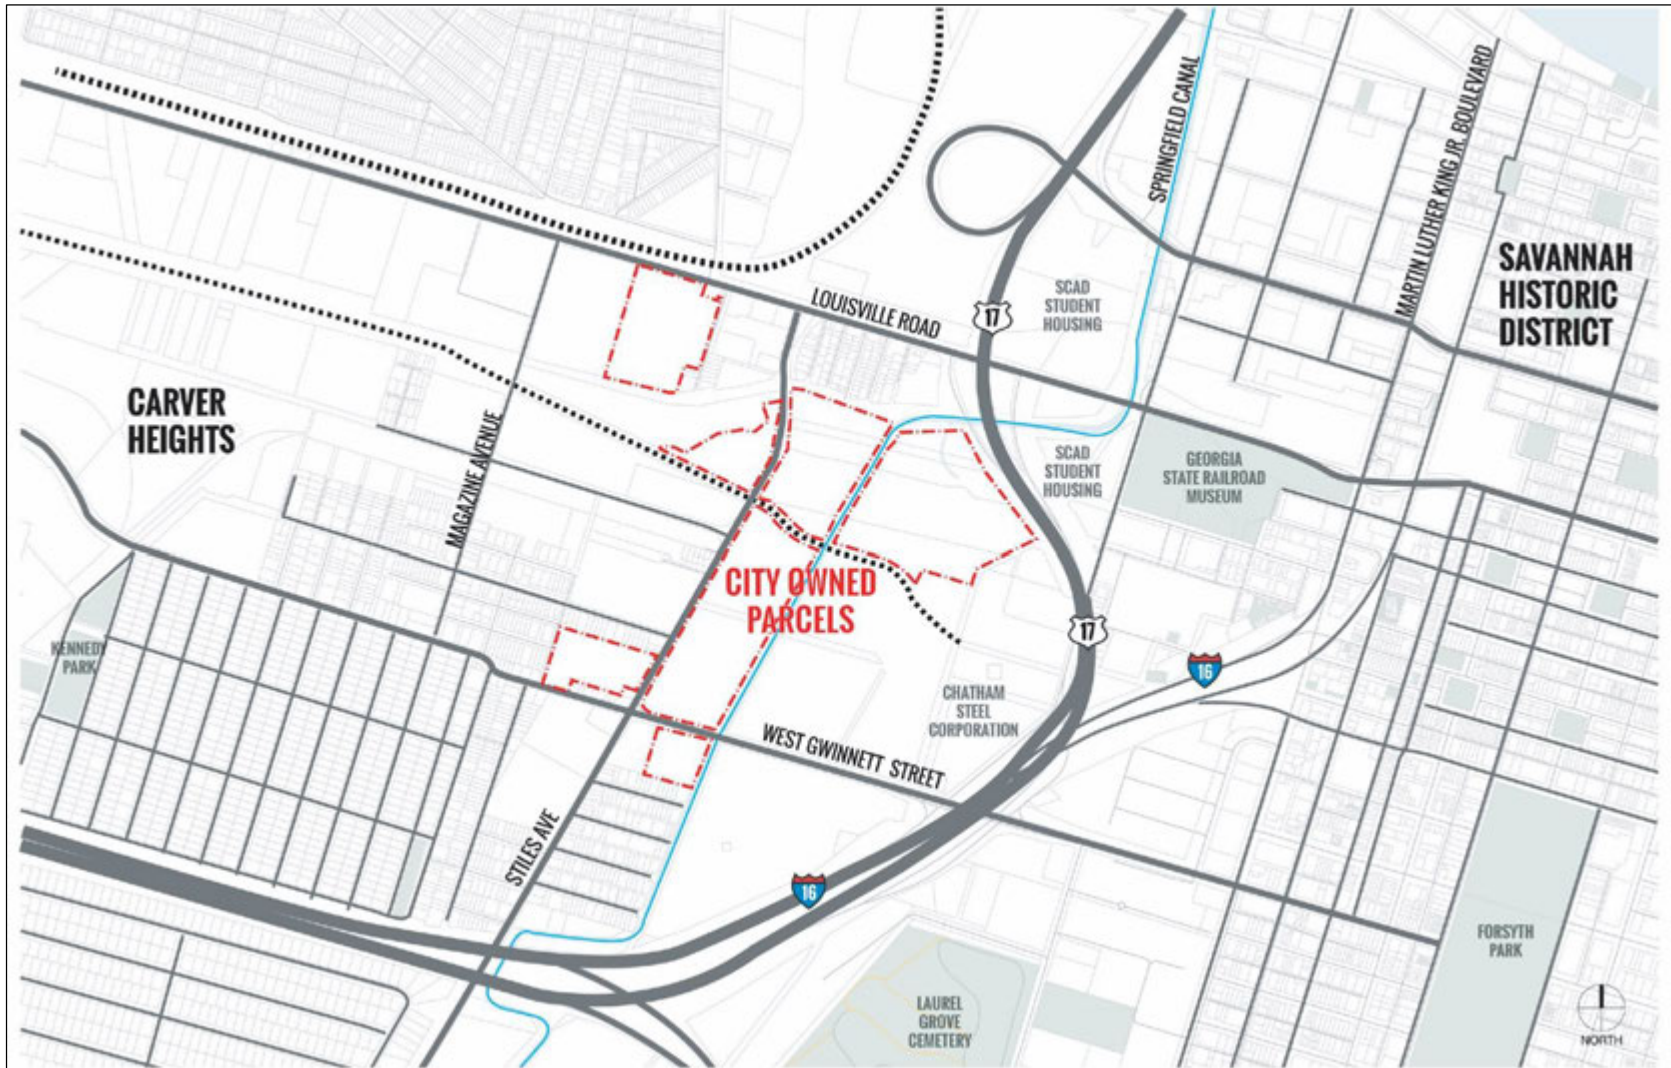 SPRINGFIELD CANAL
MARTIN LUTHER KING JR. BOULEVARD
SAVANNAH
HISTORIC
DISTRICT
SCAD
STUDENT
HOUSING
LOUISVILLE ROAD
17
CARVER
HEIGHTS
MAGAZINE AVENUE
SCAD
STUDENT
HOUSING
GEORGIA
STATE RAILROAD
MUSEUM
CITY OWNED
PARCELS
17
KENNEDY
PARK
16
CHATHAM
STEEL
CORPORATION
WEST GWINNETT STREET
STILES AVE
16
FORSYTH
PARK
LAUREL
GROVE
CEMETERY
NORTH